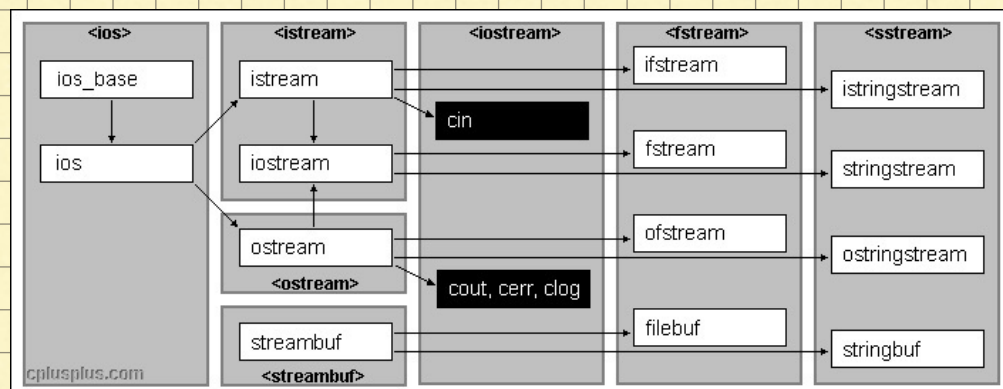 <ios>
ios_base
ios
<istream>
istream
iostream
ostream
<ostream>
streambuf
<streambuf>
<iostream>
cin
cout, cerr, clog
<fstream>
ifstream
fstream
ofstream
filebuf
<sstream>
istringstream
stringstream
ostringstream
stringbuf
cplusplus.com